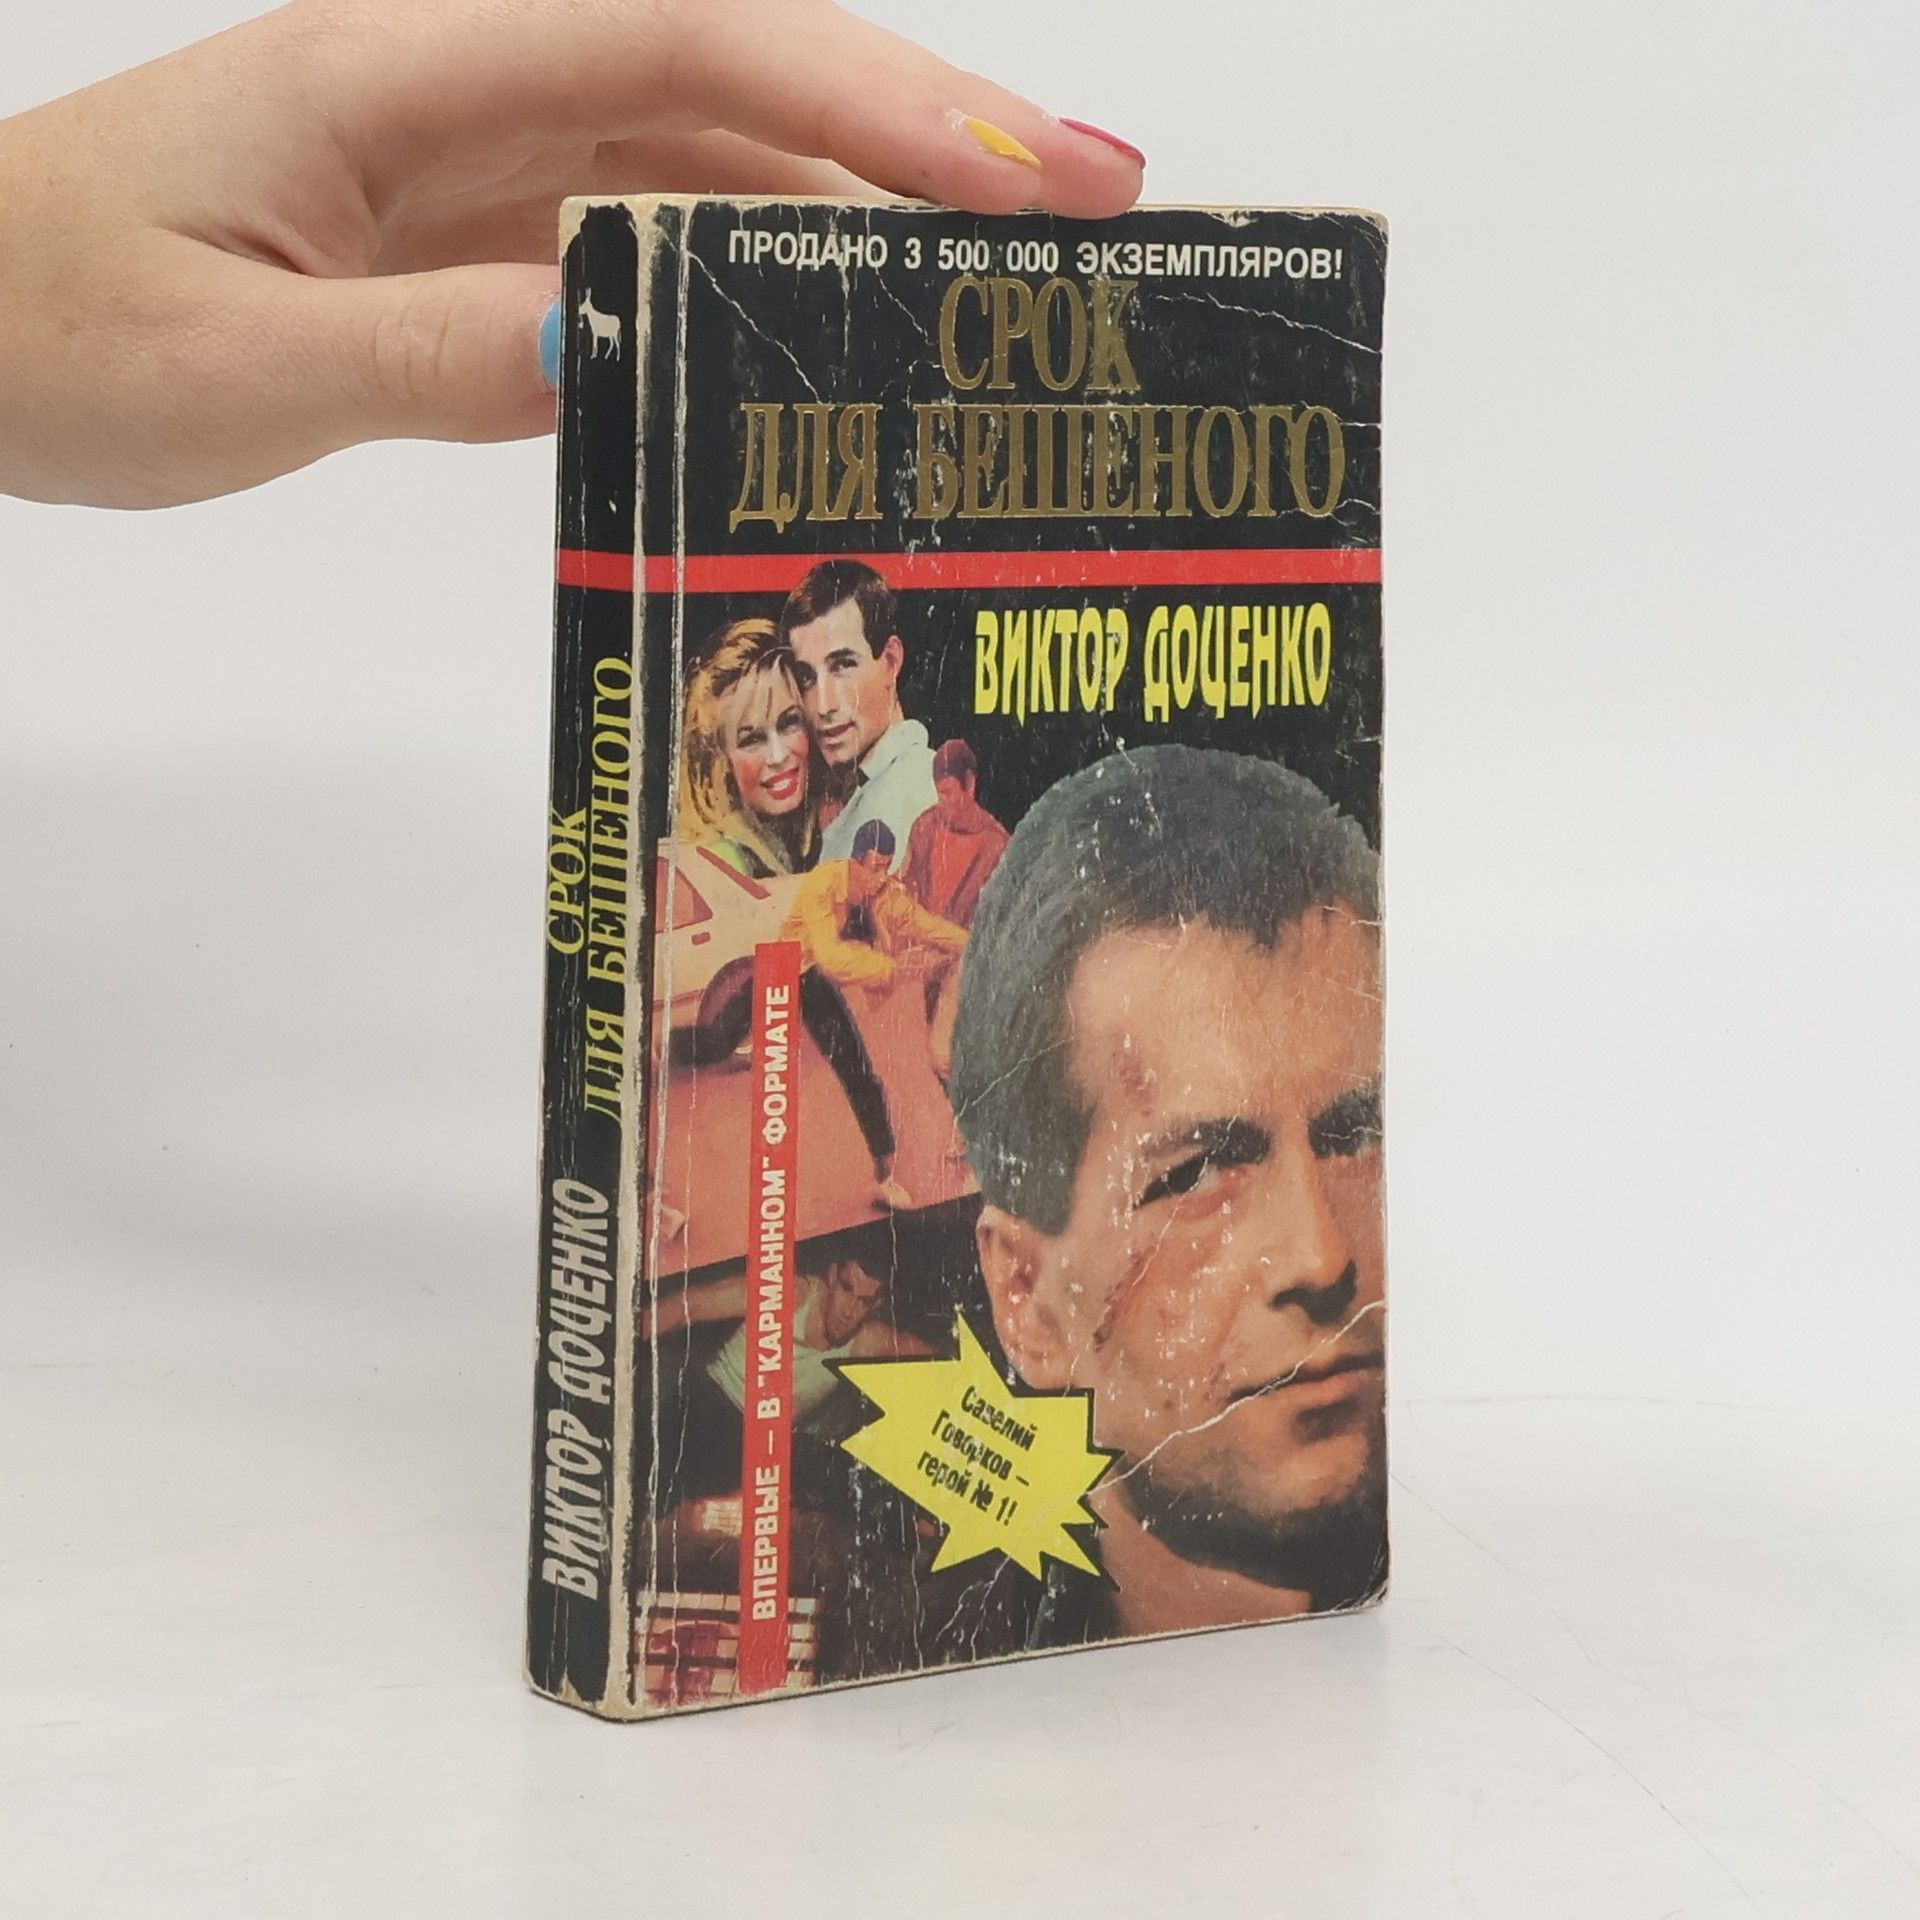 ПРОДАНО 3 500 000 ЭКЗЕМПЛЯРОВ!
СРОК
ДЛЯ БЕШЕНОГО
ВИКТОР ДОЦЕНКО
ВПЕРВЫЕ – В "КАРМАННОМ" ФОРМАТЕ
Савелий
Говорков –
герой № 1!
ВИКТОР ДОЦЕНКО
СРОК
ДЛЯ БЕШЕНОГО